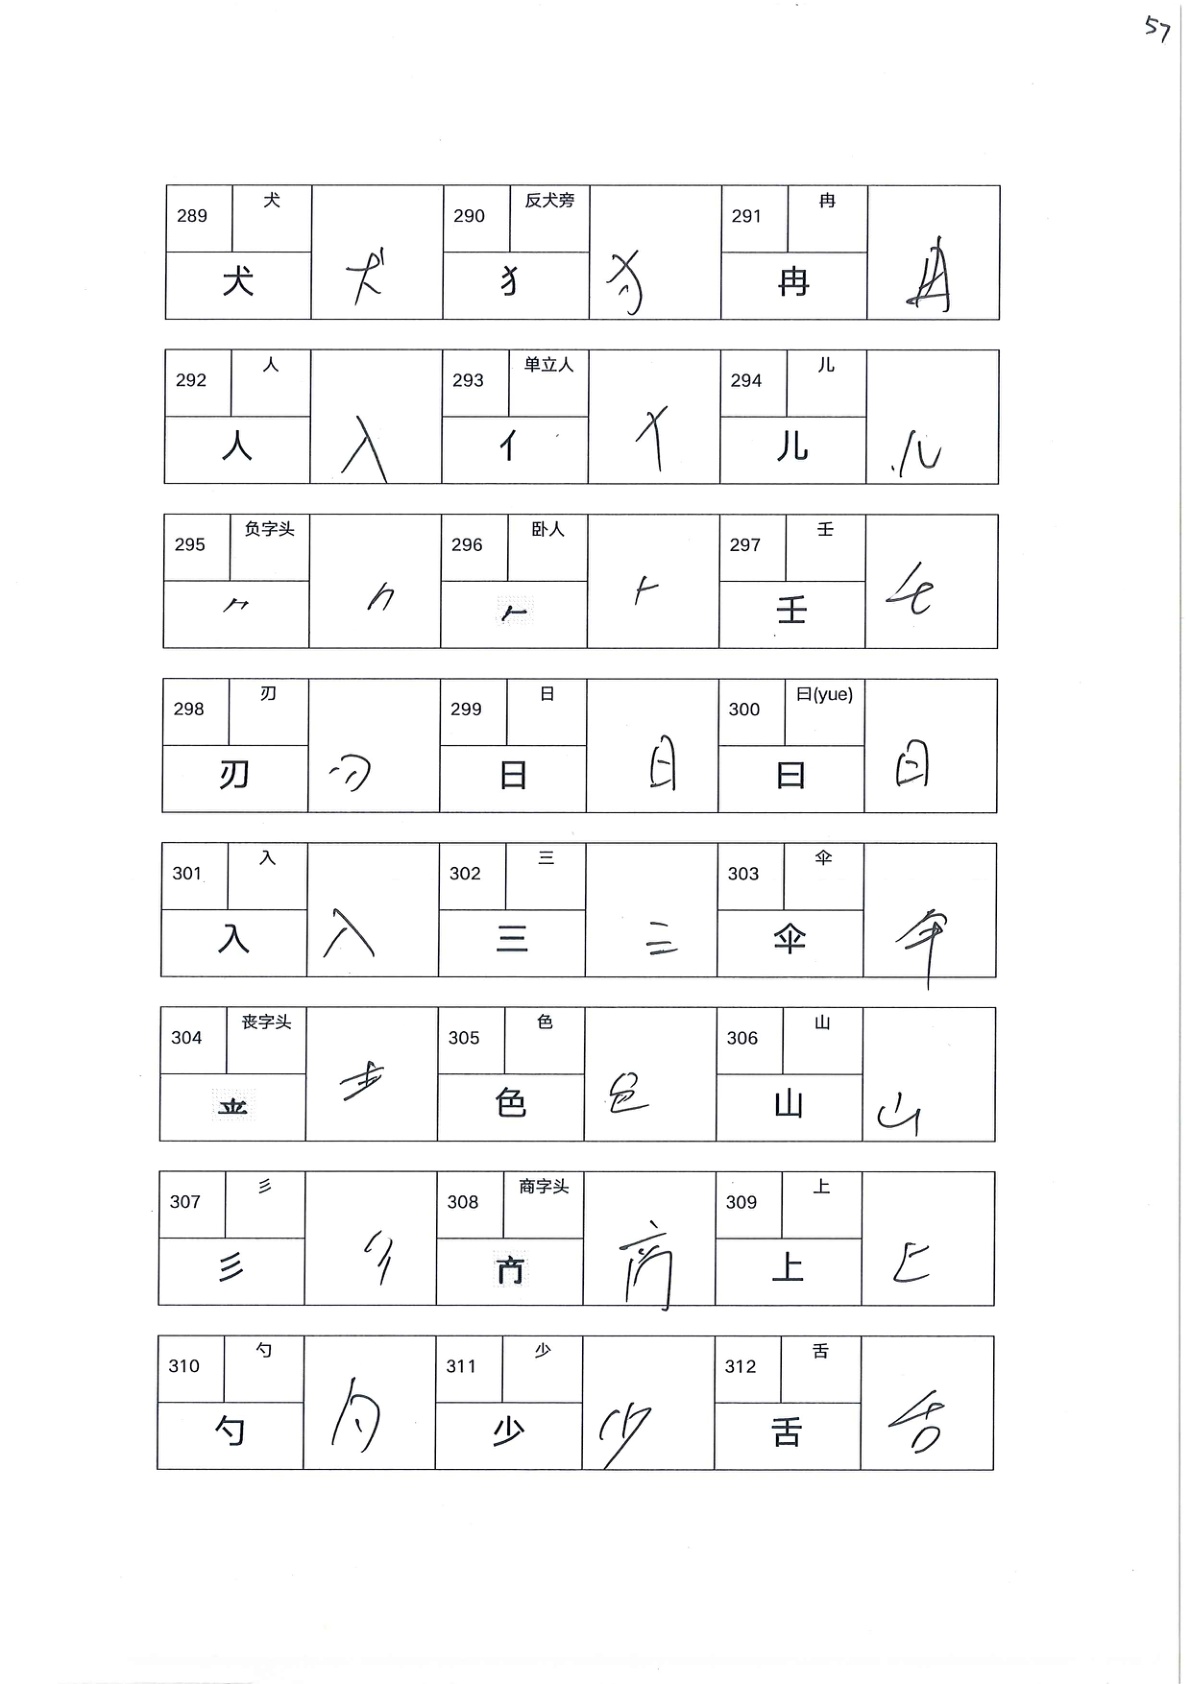 57
289 犬 犬 犬 290 反犬旁 犭 犭 291 冉 冉 冉
292 人 人 人 293 单立人 亻 亻 294 儿 儿 儿
295 负字头 𠂊 𠂊 296 卧人 𠂉 𠂉 297 壬 壬 壬
298 刃 刃 刃 299 日 日 日 300 曰(yue) 曰 曰
301 入 入 入 302 三 三 三 303 伞 伞 伞
304 丧字头 305 色 色 色 306 山 山 山
307 彡 彡 彡 308 商字头 309 上 上 上
310 勺 勺 勺 311 少 少 少 312 舌 舌 舌